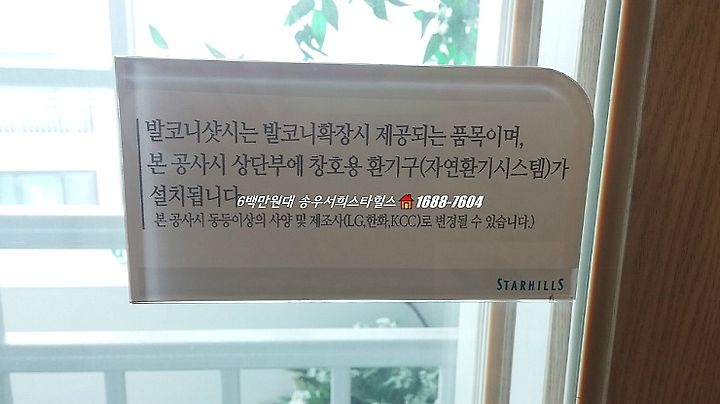 발코니샷시는 발코니확장시 제공되는 품목이며,
본 공사시 상단부에 창호용 환기구(자연환기시스템)가
설치됩니다.
6백만원대 송우서희스타힐스 1688-7604
본 공사시 동등이상의 사양 및 제조사(LG,한화,KCC)로 변경될 수 있습니다.)
STARHILLS